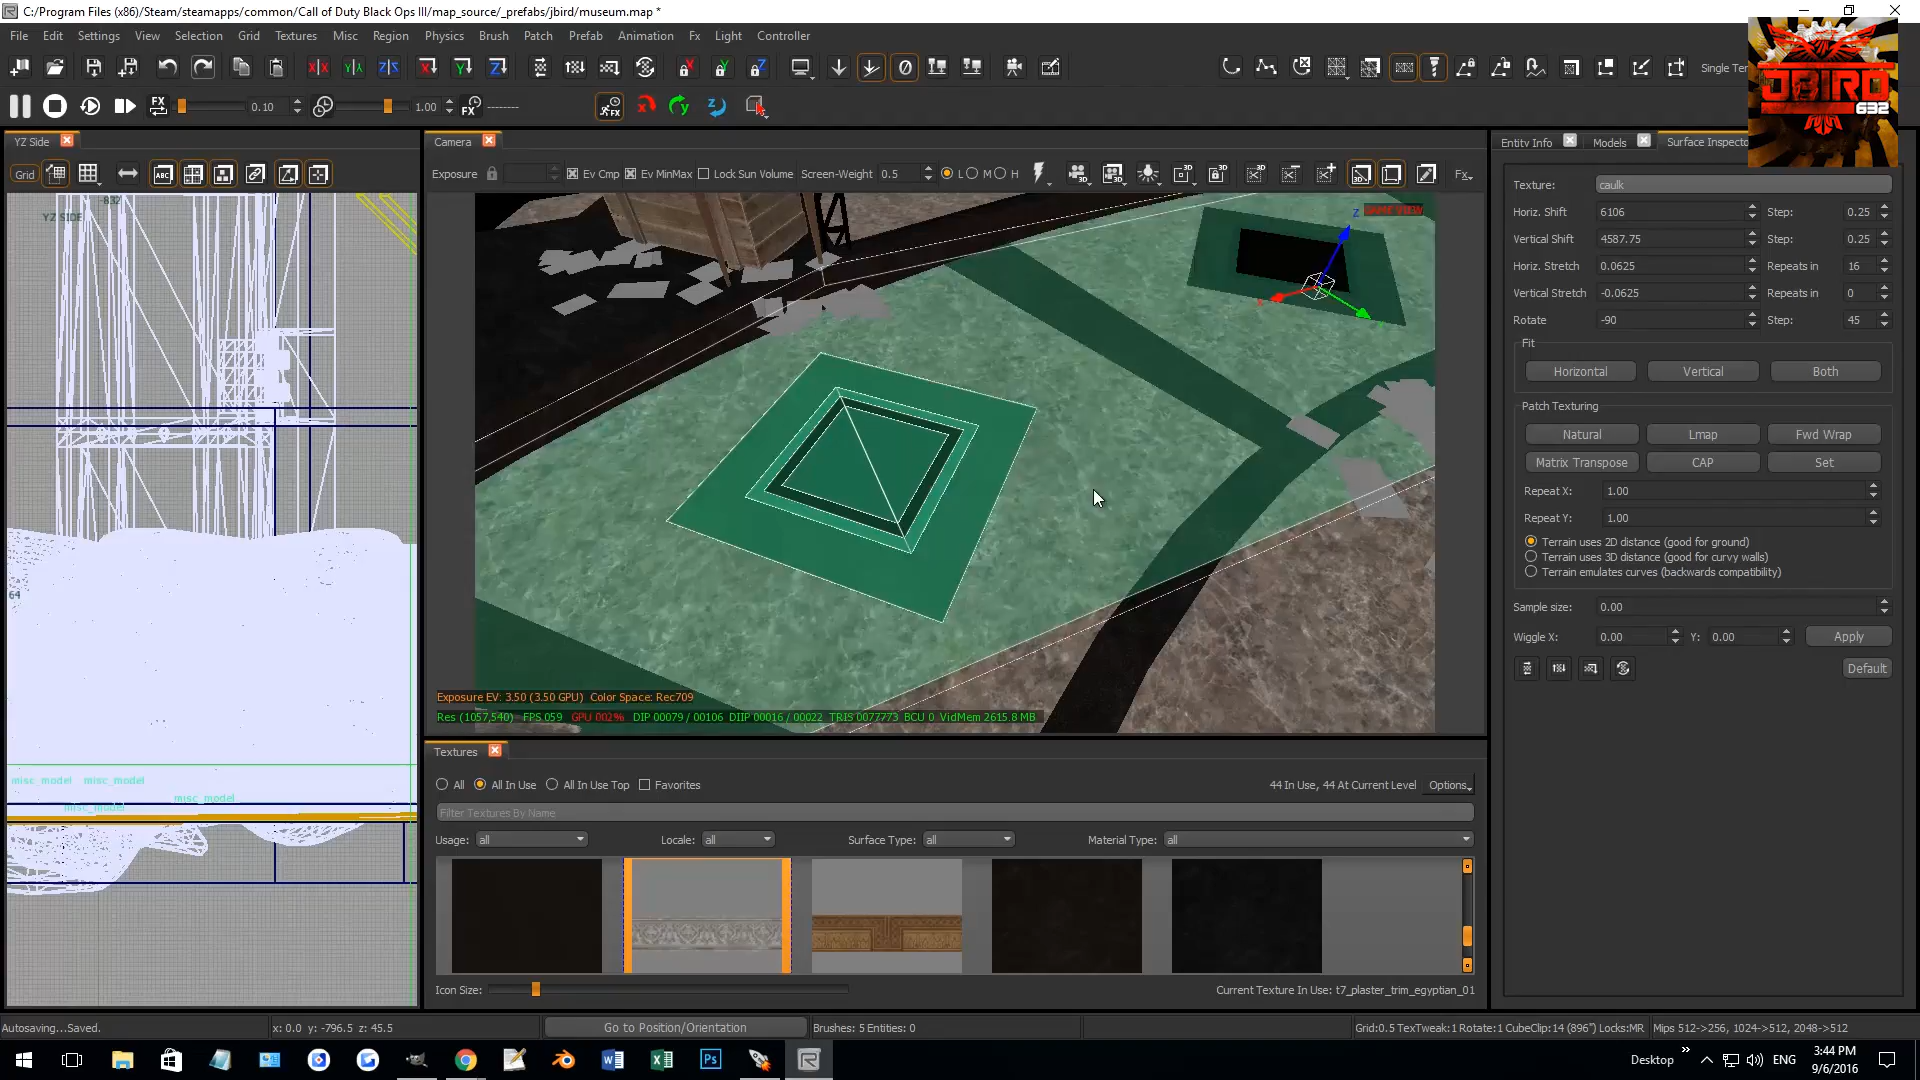 C:/Program Files (x86)/Steam/steamapps/common/Call of Duty Black Ops III/map_source/_prefabs/jbird/museum.map *
File Edit Settings View Selection Grid Textures Misc Region Physics Brush Patch Prefab Animation Fx Light Controller
Single Ter
JBIRD
632
FX 0.10 1.00 FX --------
YZ Side
Camera
Entity Info Models Surface Inspecto
Grid ABC
Exposure Ev Cmp Ev MinMax Lock Sun Volume Screen-Weight 0.5 L M H Fx
-832
YZ SIDE
64
misc_model misc_model
misc_model
misc_model
Z GAME VIEW
Exposure EV: 3.50 (3.50 GPU) Color Space: Rec709
Res (1057,540) FPS 059 GPU 002% DIP 00079 / 00106 DIIP 00016 / 00022 TRIS 0077773 BCU 0 VidMem 2615.8 MB
Texture: caulk
Horiz. Shift 6106 Step: 0.25
Vertical Shift 4587.75 Step: 0.25
Horiz. Stretch 0.0625 Repeats in 16
Vertical Stretch -0.0625 Repeats in 0
Rotate -90 Step: 45
Fit
Horizontal Vertical Both
Patch Texturing
Natural Lmap Fwd Wrap
Matrix Transpose CAP Set
Repeat X: 1.00
Repeat Y: 1.00
Terrain uses 2D distance (good for ground)
Terrain uses 3D distance (good for curvy walls)
Terrain emulates curves (backwards compatibility)
Sample size: 0.00
Wiggle X: 0.00 Y: 0.00 Apply
Default
Textures
All All In Use All In Use Top Favorites 44 In Use, 44 At Current Level Options
Filter Textures By Name
Usage: all Locale: all Surface Type: all Material Type: all
Icon Size: Current Texture In Use: t7_plaster_trim_egyptian_01
Autosaving...Saved. x: 0.0 y: -796.5 z: 45.5 Go to Position/Orientation Brushes: 5 Entities: 0 Grid:0.5 TexTweak:1 Rotate:1 CubeClip:14 (896") Locks:MR Mips 512->256, 1024->512, 2048->512
Desktop ENG 3:44 PM
9/6/2016